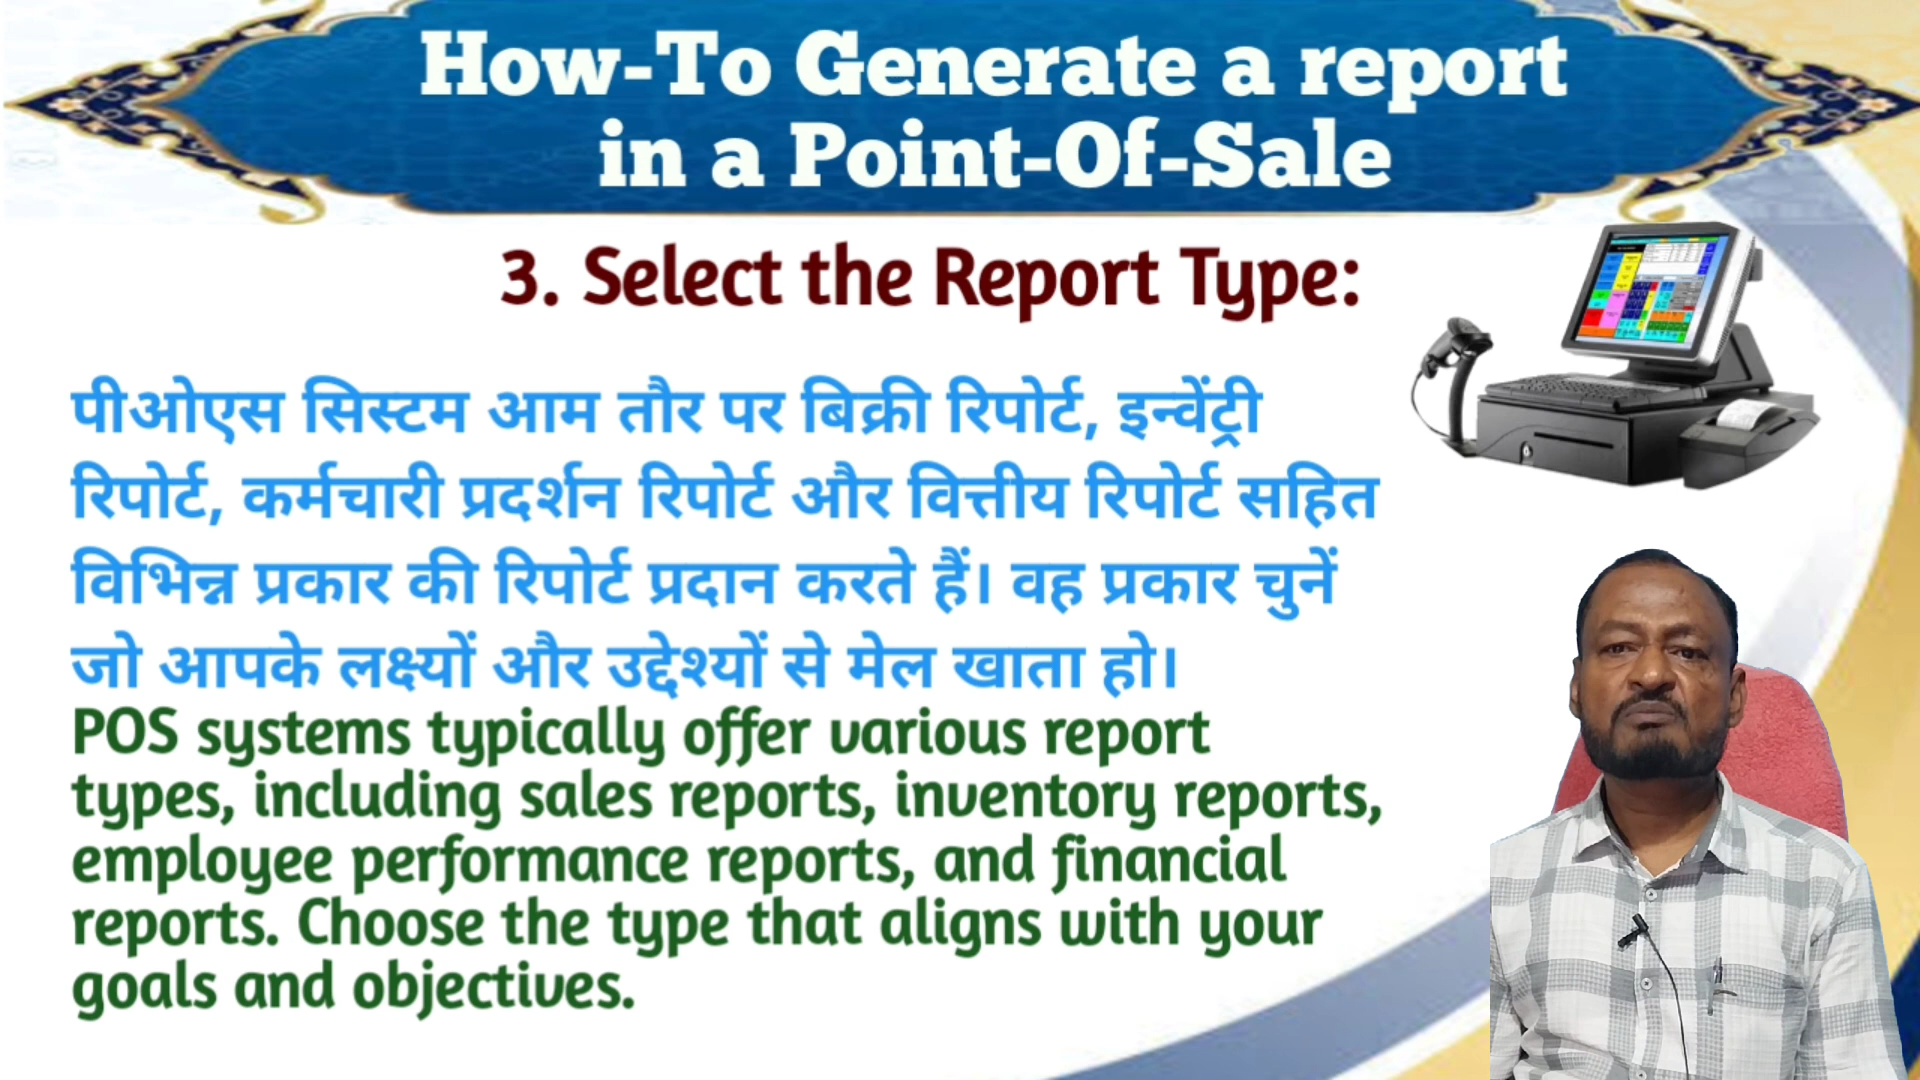 How-To Generate a report
in a Point-Of-Sale
3. Select the Report Type:
पीओएस सिस्टम आम तौर पर बिक्री रिपोर्ट, इन्वेंट्री
रिपोर्ट, कर्मचारी प्रदर्शन रिपोर्ट और वित्तीय रिपोर्ट सहित
विभिन्न प्रकार की रिपोर्ट प्रदान करते हैं। वह प्रकार चुनें
जो आपके लक्ष्यों और उद्देश्यों से मेल खाता हो।
POS systems typically offer various report
types, including sales reports, inventory reports,
employee performance reports, and financial
reports. Choose the type that aligns with your
goals and objectives.